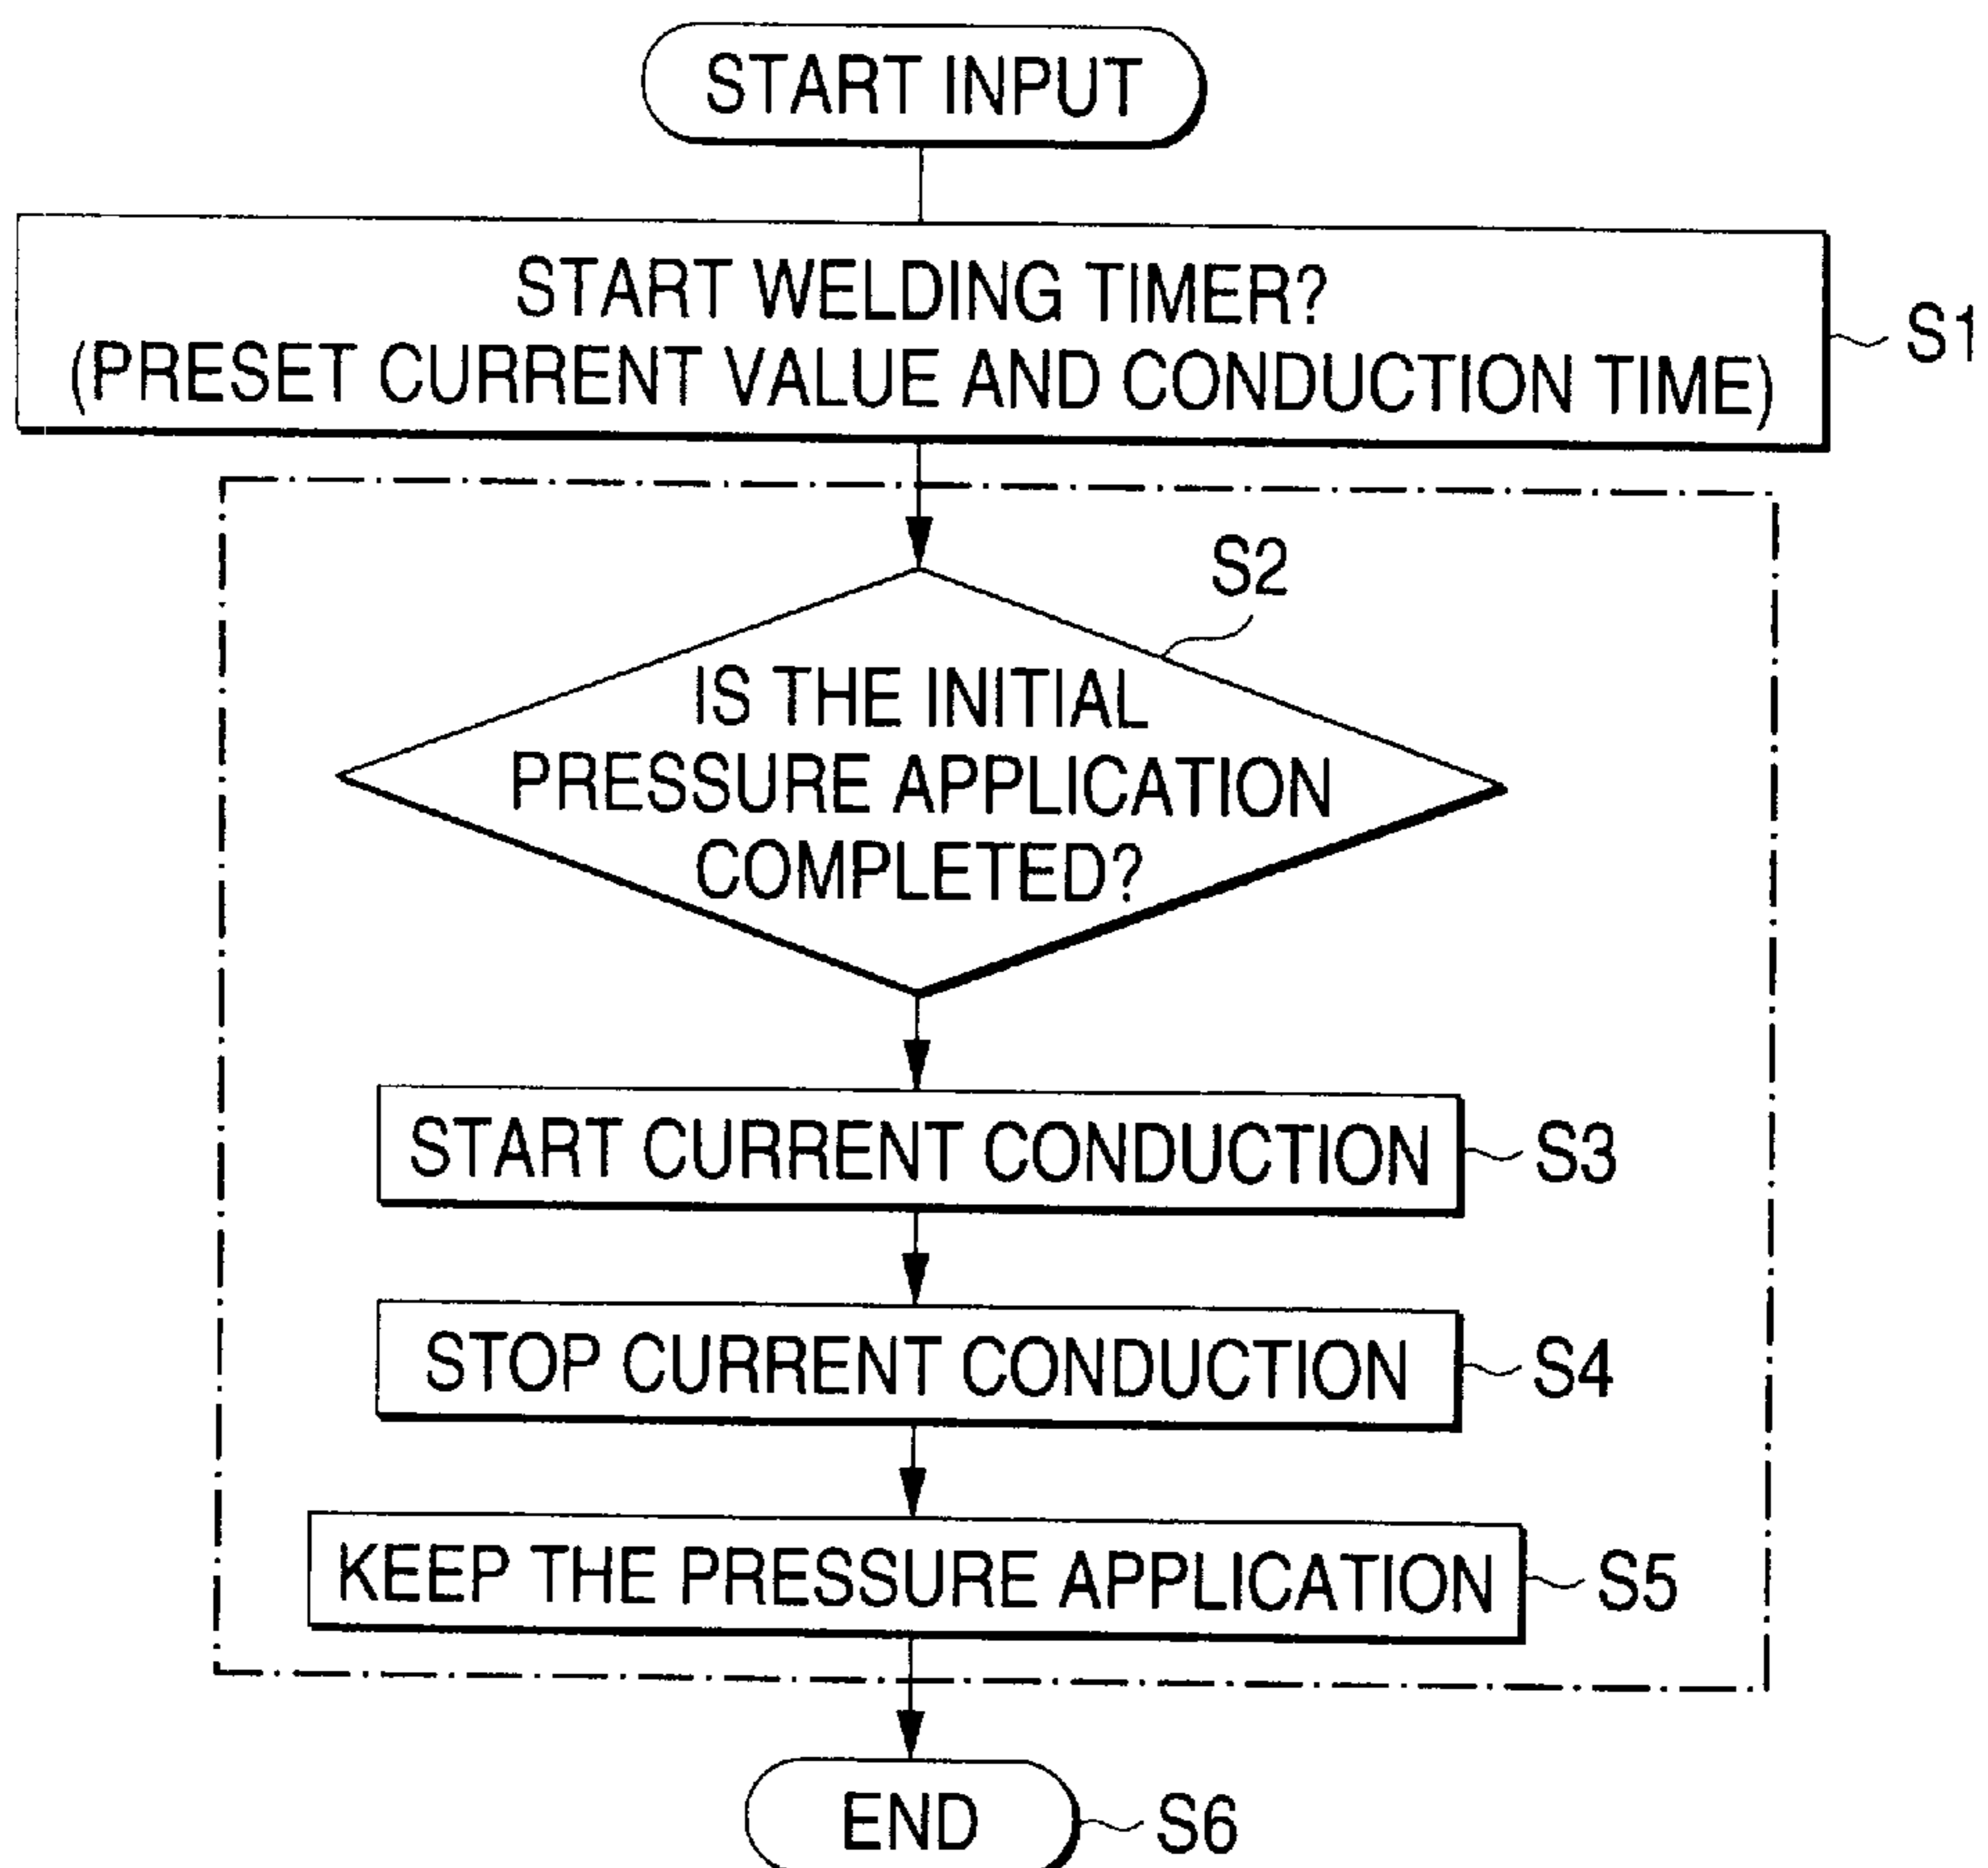 START INPUT
START WELDING TIMER?
(PRESET CURRENT VALUE AND CONDUCTION TIME)
S1
S2
IS THE INITIAL
PRESSURE APPLICATION
COMPLETED?
START CURRENT CONDUCTION
S3
STOP CURRENT CONDUCTION
S4
KEEP THE PRESSURE APPLICATION
S5
END
S6